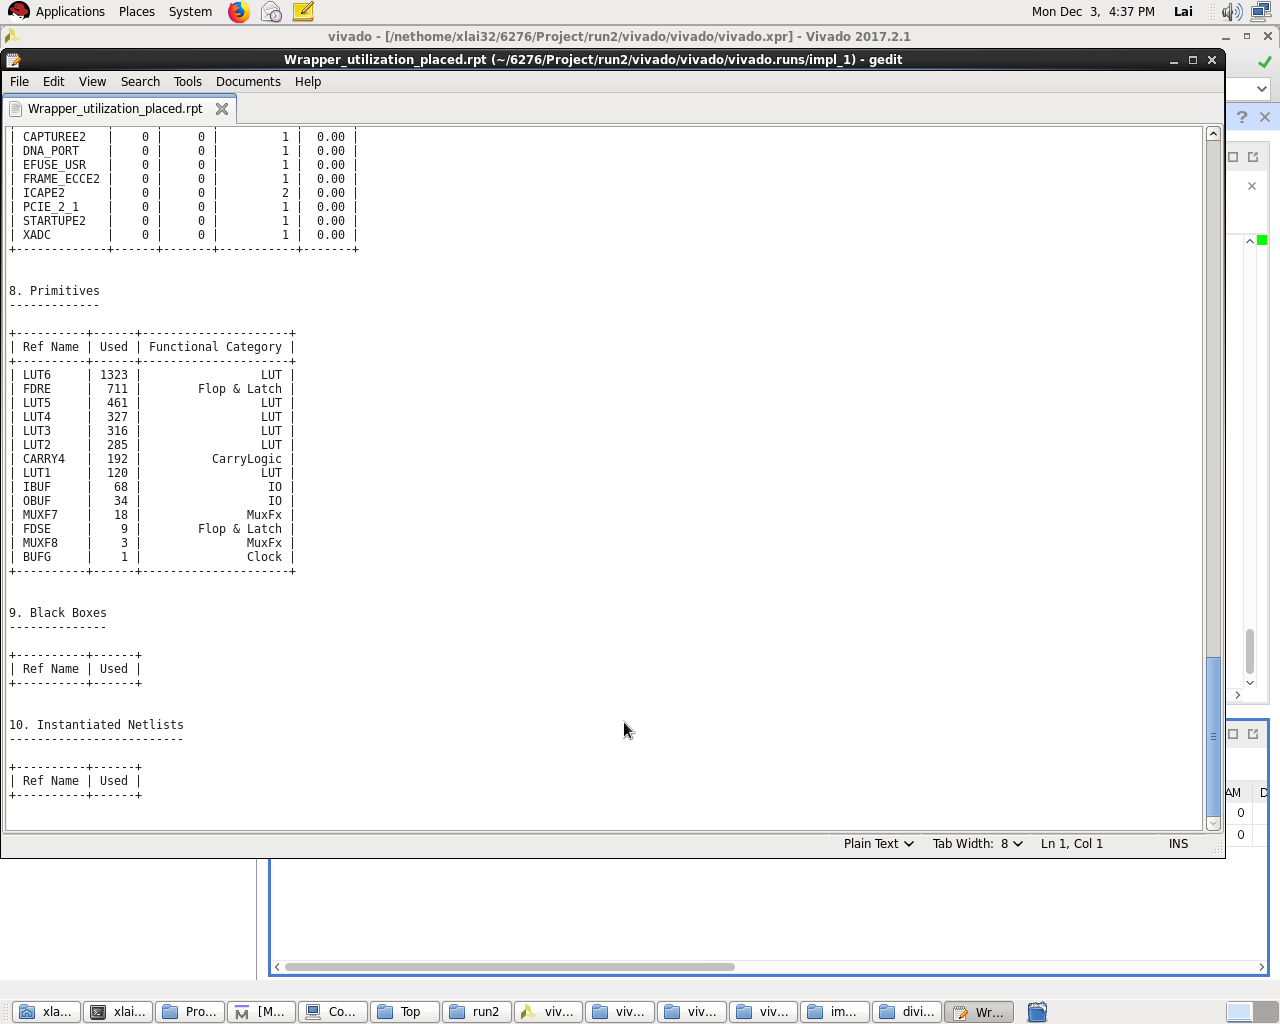 Applications Places System Mon Dec 3, 4:37 PM Lai
vivado - [/nethome/xlai32/6276/Project/run2/vivado/vivado/vivado.xpr] - Vivado 2017.2.1
Wrapper_utilization_placed.rpt (~/6276/Project/run2/vivado/vivado/vivado.runs/impl_1) - gedit
File Edit View Search Tools Documents Help
Wrapper_utilization_placed.rpt
| CAPTUREE2   |    0 |     0 |         1 |  0.00 |
| DNA_PORT    |    0 |     0 |         1 |  0.00 |
| EFUSE_USR   |    0 |     0 |         1 |  0.00 |
| FRAME_ECCE2 |    0 |     0 |         1 |  0.00 |
| ICAPE2      |    0 |     0 |         2 |  0.00 |
| PCIE_2_1    |    0 |     0 |         1 |  0.00 |
| STARTUPE2   |    0 |     0 |         1 |  0.00 |
| XADC        |    0 |     0 |         1 |  0.00 |
+-------------+------+-------+-----------+-------+
8. Primitives
-------------
+----------+------+---------------------+
| Ref Name | Used | Functional Category |
+----------+------+---------------------+
| LUT6     | 1323 |                 LUT |
| FDRE     |  711 |        Flop & Latch |
| LUT5     |  461 |                 LUT |
| LUT4     |  327 |                 LUT |
| LUT3     |  316 |                 LUT |
| LUT2     |  285 |                 LUT |
| CARRY4   |  192 |          CarryLogic |
| LUT1     |  120 |                 LUT |
| IBUF     |   68 |                  IO |
| OBUF     |   34 |                  IO |
| MUXF7    |   18 |               MuxFx |
| FDSE     |    9 |        Flop & Latch |
| MUXF8    |    3 |               MuxFx |
| BUFG     |    1 |               Clock |
+----------+------+---------------------+
9. Black Boxes
--------------
+----------+------+
| Ref Name | Used |
+----------+------+
10. Instantiated Netlists
-------------------------
+----------+------+
| Ref Name | Used |
+----------+------+
AM D
0
0
Plain Text Tab Width: 8 Ln 1, Col 1 INS
xla... xlai... Pro... [M... Co... Top run2 viv... viv... viv... viv... im... divi... Wr...